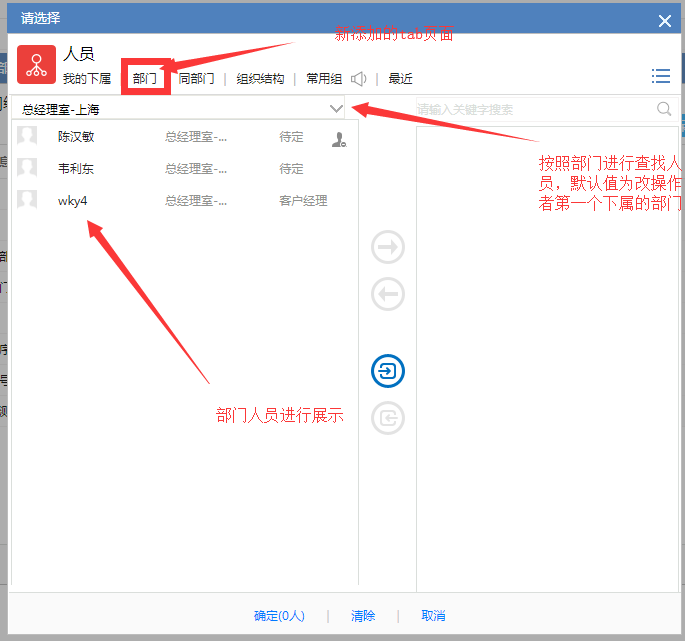 请选择
新添加的tab页面
人员
我的下属 部门 同部门 | 组织结构 | 常用组 | 最近
总经理室-上海
请输入关键字搜索
陈汉敏 总经理室-... 待定
韦利东 总经理室-... 待定
wky4 总经理室-... 客户经理
按照部门进行查找人
员，默认值为改操作
者第一个下属的部门
部门人员进行展示
确定(0人) | 清除 | 取消